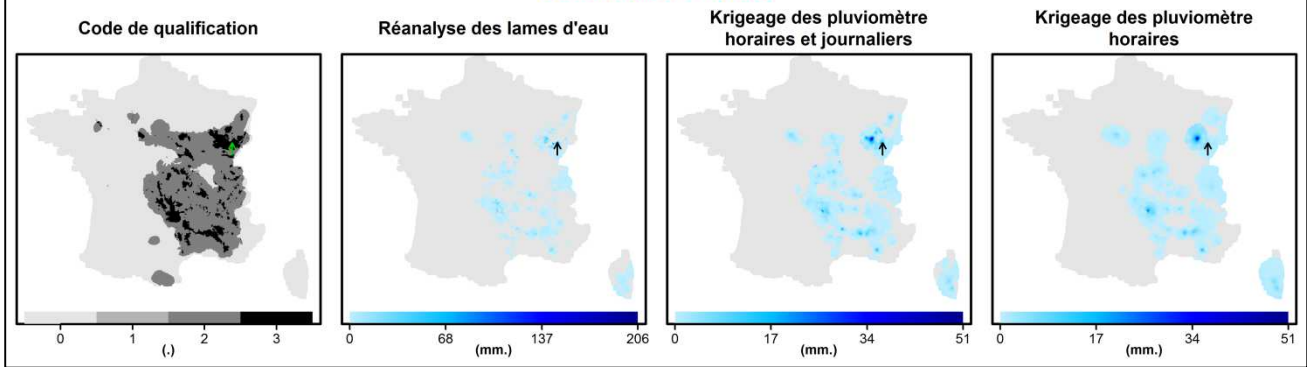 Code de qualification
Réanalyse des lames d'eau
Krigeage des pluviomètre
horaires et journaliers
Krigeage des pluviomètre
horaires
0 1 2 3
(.)
0 68 137 206
(mm.)
0 17 34 51
(mm.)
0 17 34 51
(mm.)